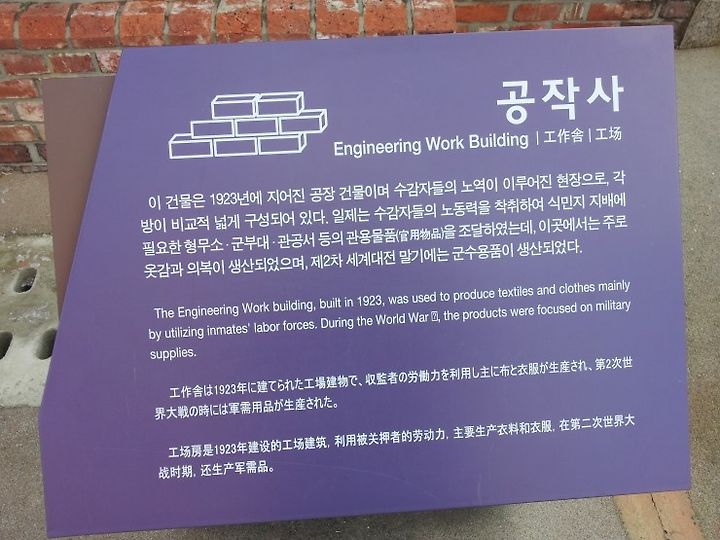 공작사
Engineering Work Building | 工作舎 | 工场
이 건물은 1923년에 지어진 공장 건물이며 수감자들의 노역이 이루어진 현장으로, 각
방이 비교적 넓게 구성되어 있다. 일제는 수감자들의 노동력을 착취하여 식민지 지배에
필요한 형무소·군부대·관공서 등의 관용물품(官用物品)을 조달하였는데, 이곳에서는 주로
옷감과 의복이 생산되었으며, 제2차 세계대전 말기에는 군수용품이 생산되었다.
The Engineering Work building, built in 1923, was used to produce textiles and clothes mainly
by utilizing inmates' labor forces. During the World War , the products were focused on military
supplies.
工作舎は1923年に建てられた工場建物で、収監者の労働力を利用し主に布と衣服が生産され、第2次世
界大戦の時には軍需用品が生産された。
工场房是1923年建设的工场建筑, 利用被关押者的劳动力, 主要生产衣料和衣服, 在第二次世界大
战时期, 还生产军需品。